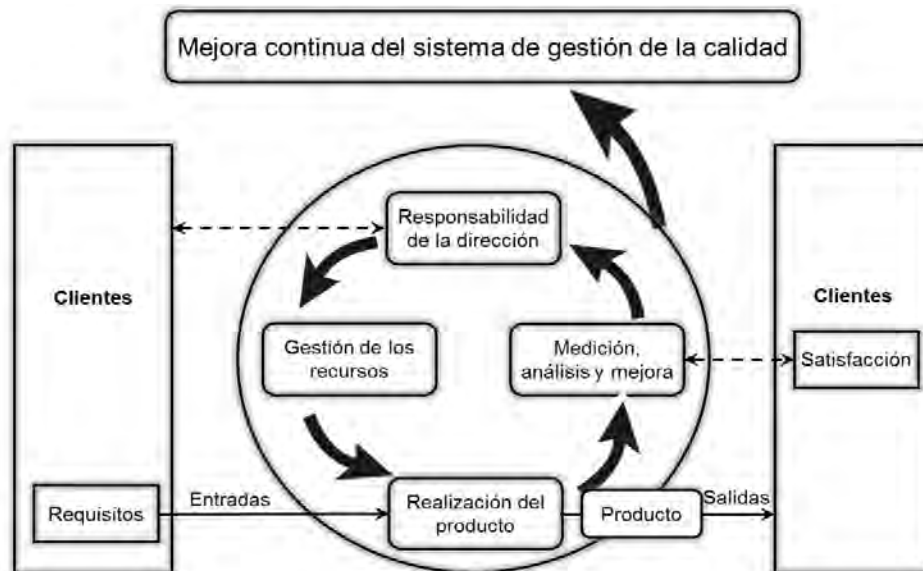 Mejora continua del sistema de gestión de la calidad
Responsabilidad
de la dirección
Clientes
Clientes
Gestión de los
recursos
Medición,
análisis y mejora
Satisfacción
Requisitos
Entradas
Realización del
producto
Producto
Salidas